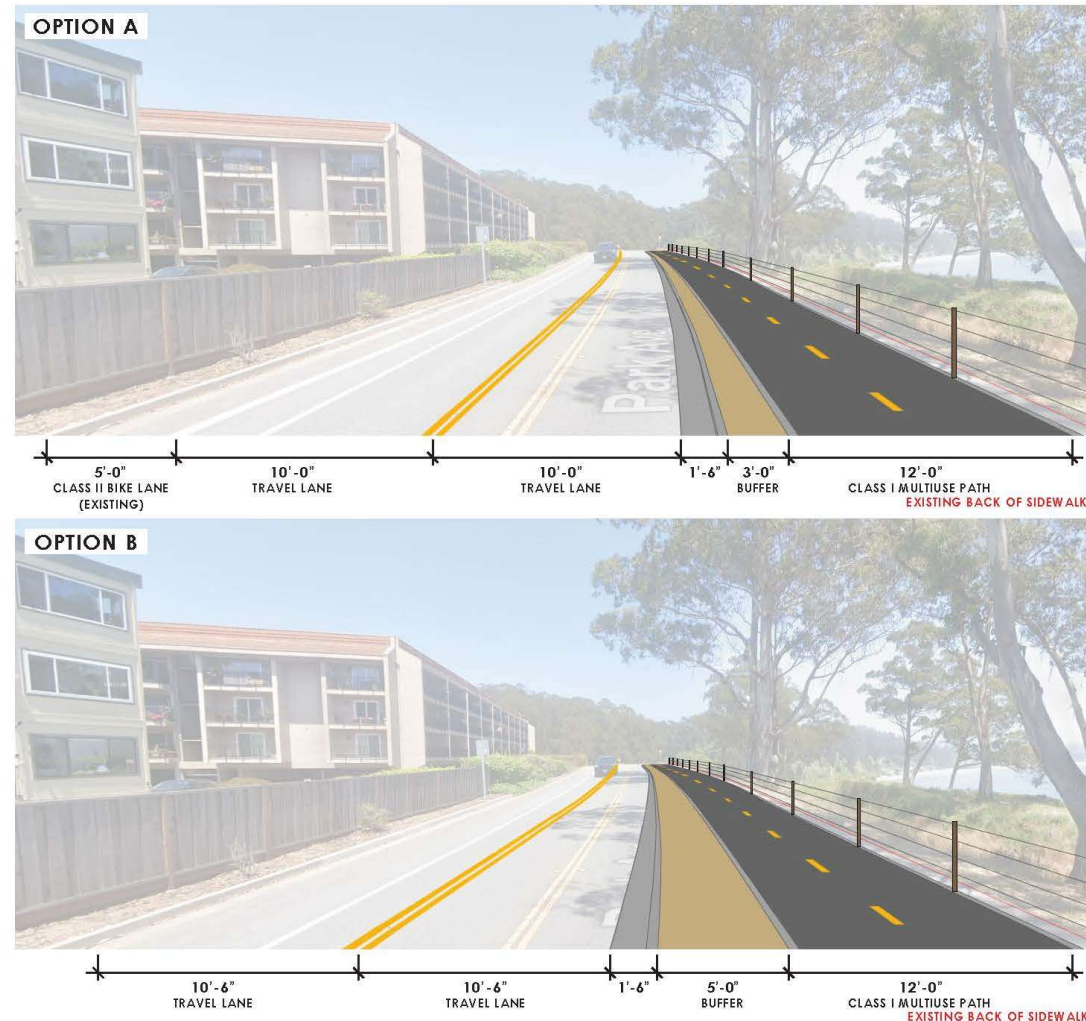 OPTION A
5'-0" 10'-0" 10'-0" 1'-6" 3'-0" 12'-0"
CLASS II BIKE LANE TRAVEL LANE TRAVEL LANE BUFFER CLASS I MULTIUSE PATH
(EXISTING) EXISTING BACK OF SIDEWALK
OPTION B
10'-6" 10'-6" 1'-6" 5'-0" 12'-0"
TRAVEL LANE TRAVEL LANE BUFFER CLASS I MULTIUSE PATH
EXISTING BACK OF SIDEWALK